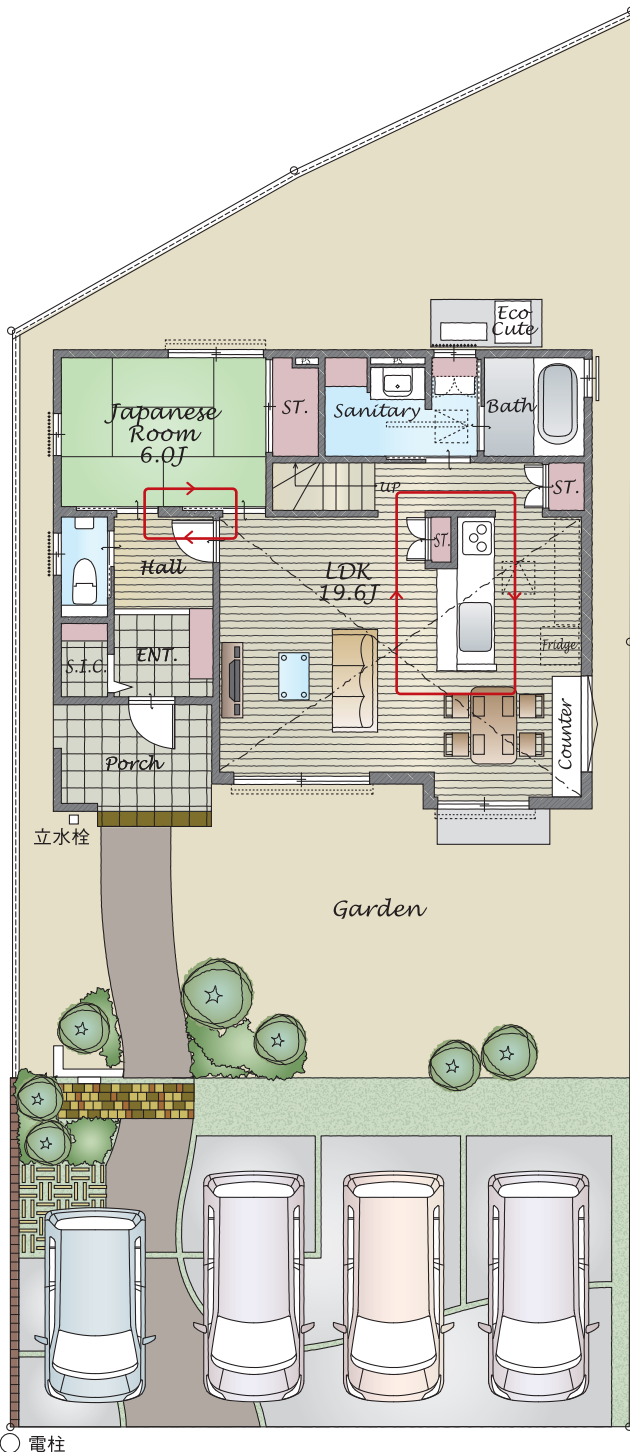 Eco
Cute
PS
PS
Japanese
Room
6.0J
ST.
Sanitary
Bath
UP
ST.
ST.
Hall
LDK
19.6J
S.I.C.
ENT.
Fridge
Counter
Porch
立水栓
Garden
電柱